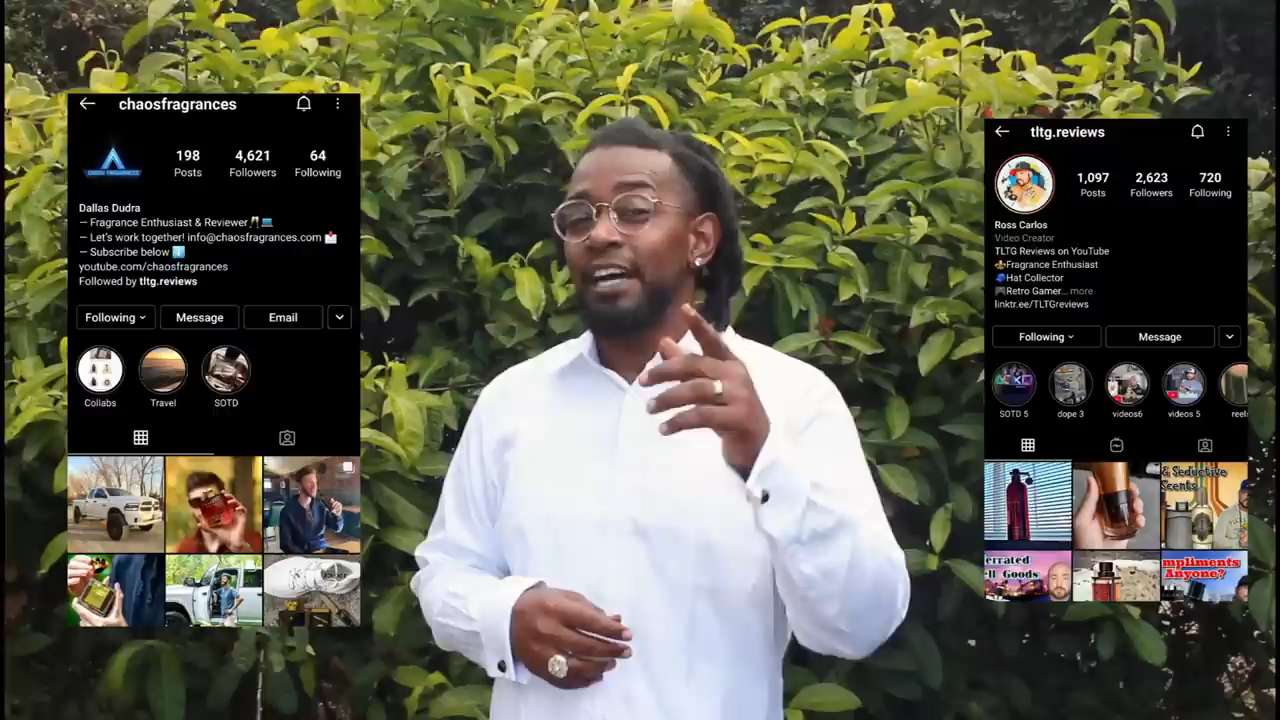 chaosfragrances
198
4,621
64
Posts
Followers
Following
CHAOS FRAGRANCES
Dallas Dudra
– Fragrance Enthusiast & Reviewer
– Let's work together! info@chaosfragrances.com
– Subscribe below
youtube.com/chaosfragrances
Followed by tltg.reviews
Following
Message
Email
Collabs
Travel
SOTD
tltg.reviews
1,097
2,623
720
Posts
Followers
Following
Ross Carlos
Video Creator
TLTG Reviews on YouTube
Fragrance Enthusiast
Hat Collector
Retro Gamer... more
linktr.ee/TLTGreviews
Following
Message
SOTD 5
dope 3
videos6
videos 5
reels
& Seductive
Scents
errated
ell Goods
mpliments
Anyone?